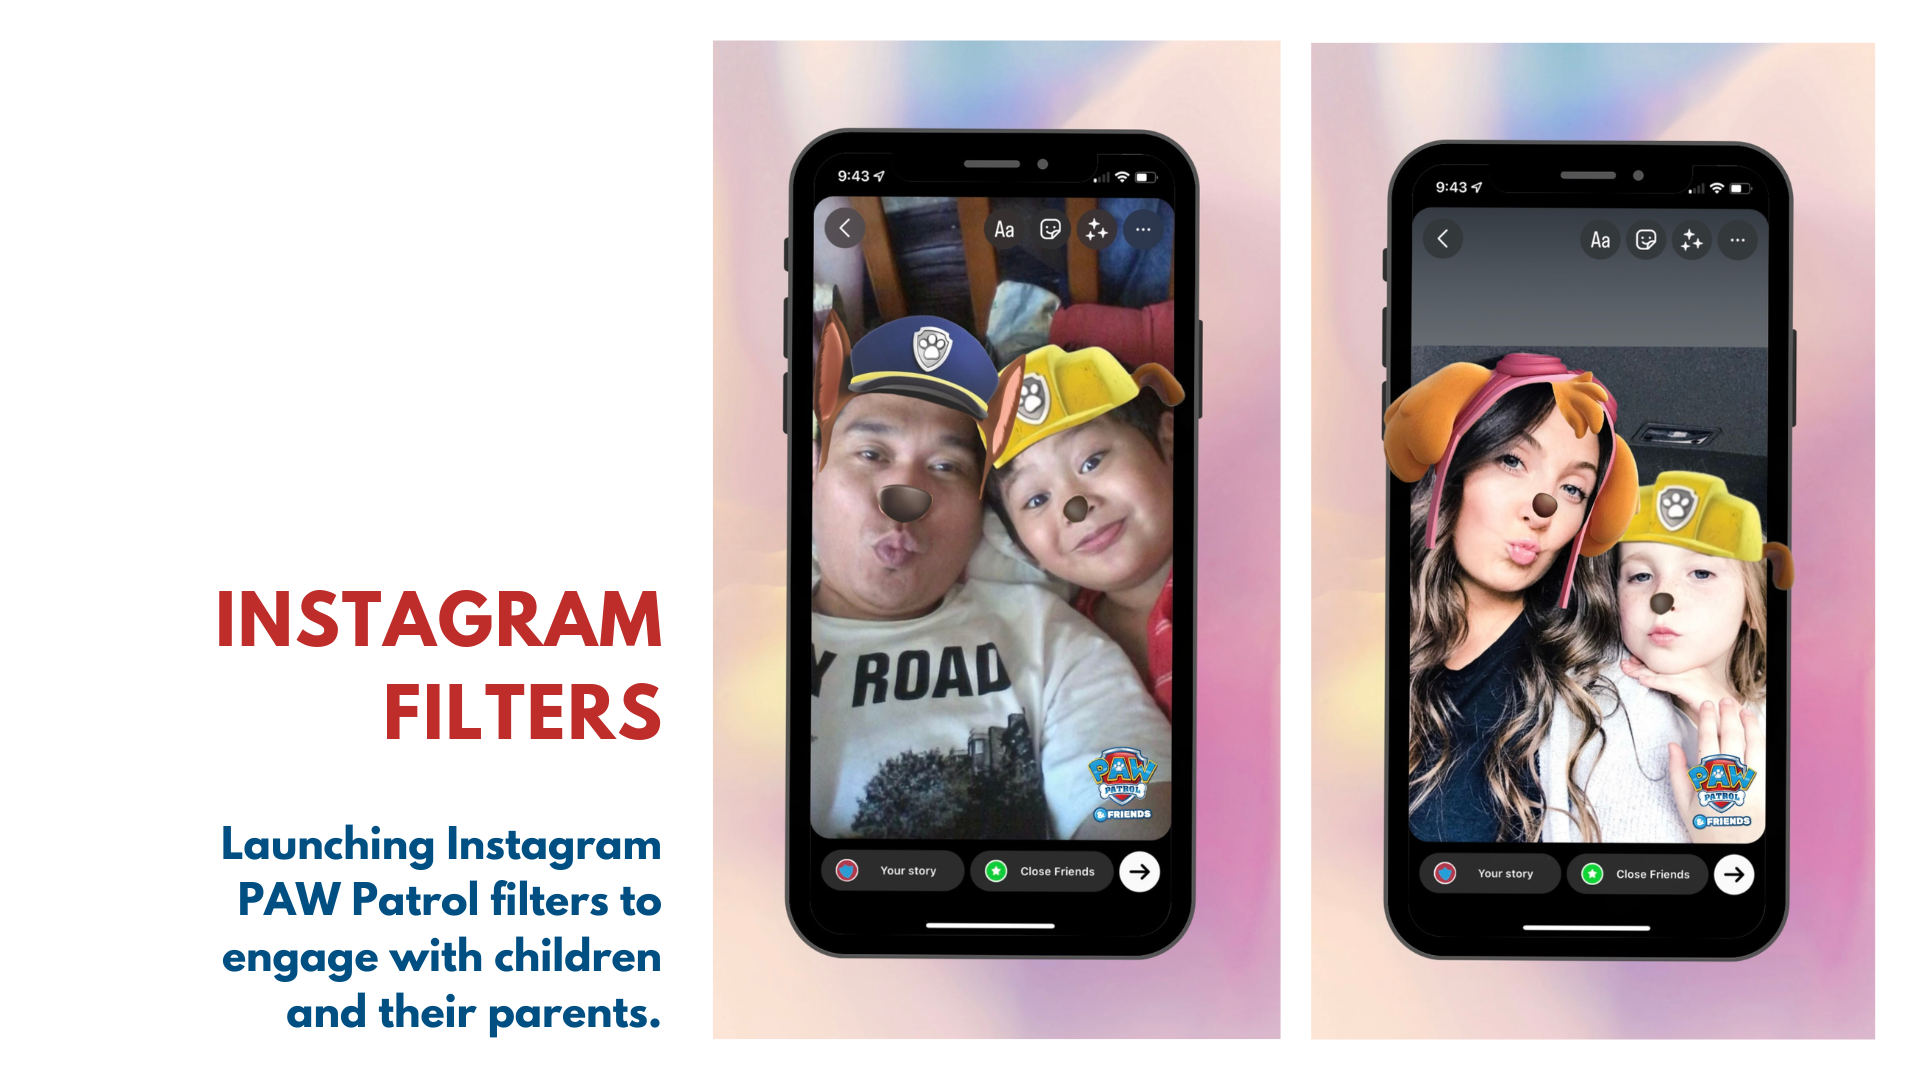 INSTAGRAM
FILTERS
Launching Instagram
PAW Patrol filters to
engage with children
and their parents.
9:43
Aa
Y ROAD
PAW
PATROL
& FRIENDS
Your story
Close Friends
9:43
Aa
PAW
PATROL
& FRIENDS
Your story
Close Friends